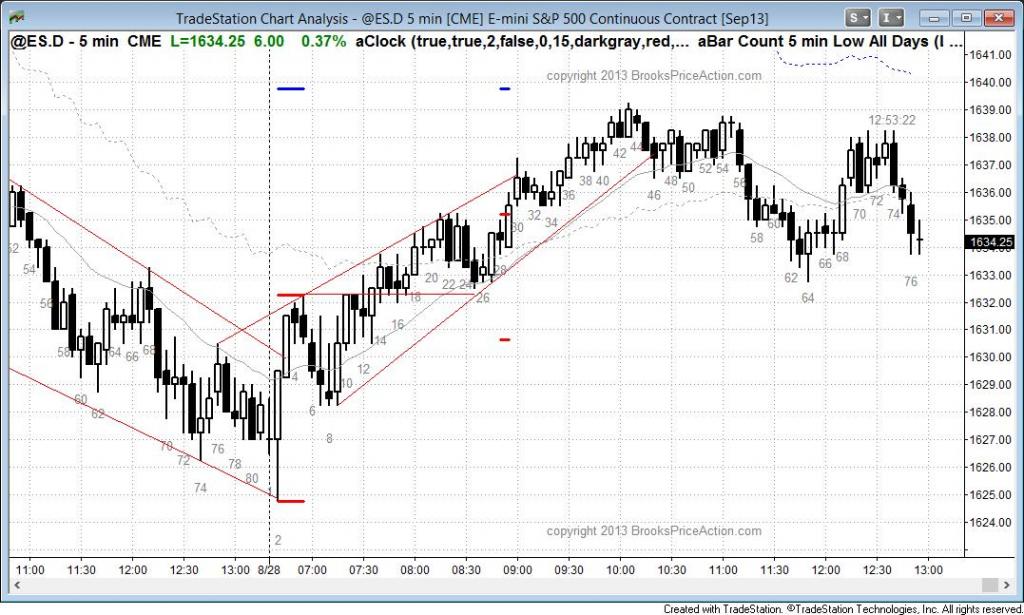 TradeStation Chart Analysis - @ES.D 5 min [CME] E-mini S&P 500 Continuous Contract [Sep13]
S I
@ES.D - 5 min CME L=1634.25 6.00 0.37% aClock (true,true,2,false,0,15,darkgray,red,... aBar Count 5 min Low All Days (I ...
1641.00
copyright 2013 BrooksPriceAction.com
1640.00
1639.00
12:53:22
1638.00
42 44
1637.00
38 40 46 48 50 52 54 56
1636.00
32 34 36 70 72 74
1635.00
30 58 60
1634.25
52 54 66 68
1633.00
20 22 24 28 62 76
1632.00
56 18 26 64
1631.00
16
58 64 66 68 14
1630.00
4 12
1629.00
10
60 62 6
1628.00
8
1627.00
70 72 76 78
1626.00
74 80 1
1625.00
1624.00
2
copyright 2013 BrooksPriceAction.com
11:00 11:30 12:00 12:30 13:00 8/28 07:00 07:30 08:00 08:30 09:00 09:30 10:00 10:30 11:00 11:30 12:00 12:30 13:00
Created with TradeStation. ©TradeStation Technologies, Inc. All rights reserved.